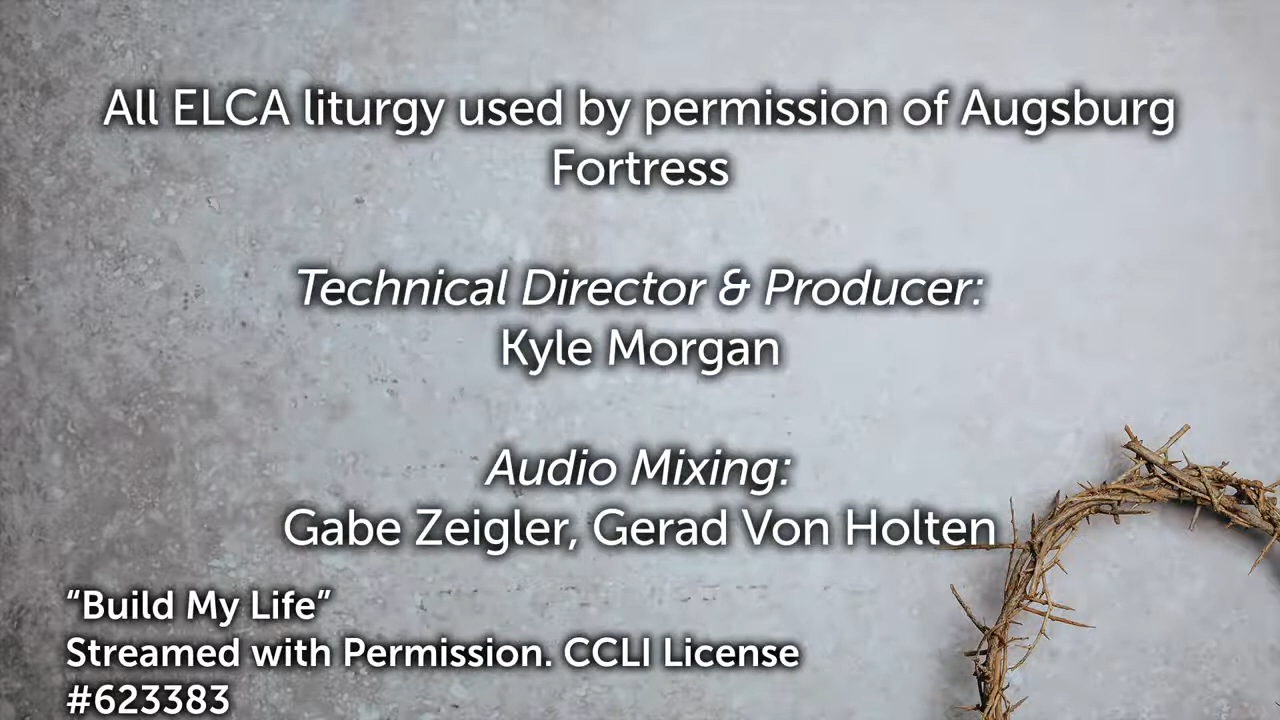 All ELCA liturgy used by permission of Augsburg
Fortress
Technical Director & Producer:
Kyle Morgan
Audio Mixing:
Gabe Zeigler, Gerad Von Holten
“Build My Life”
Streamed with Permission. CCLI License
#623383